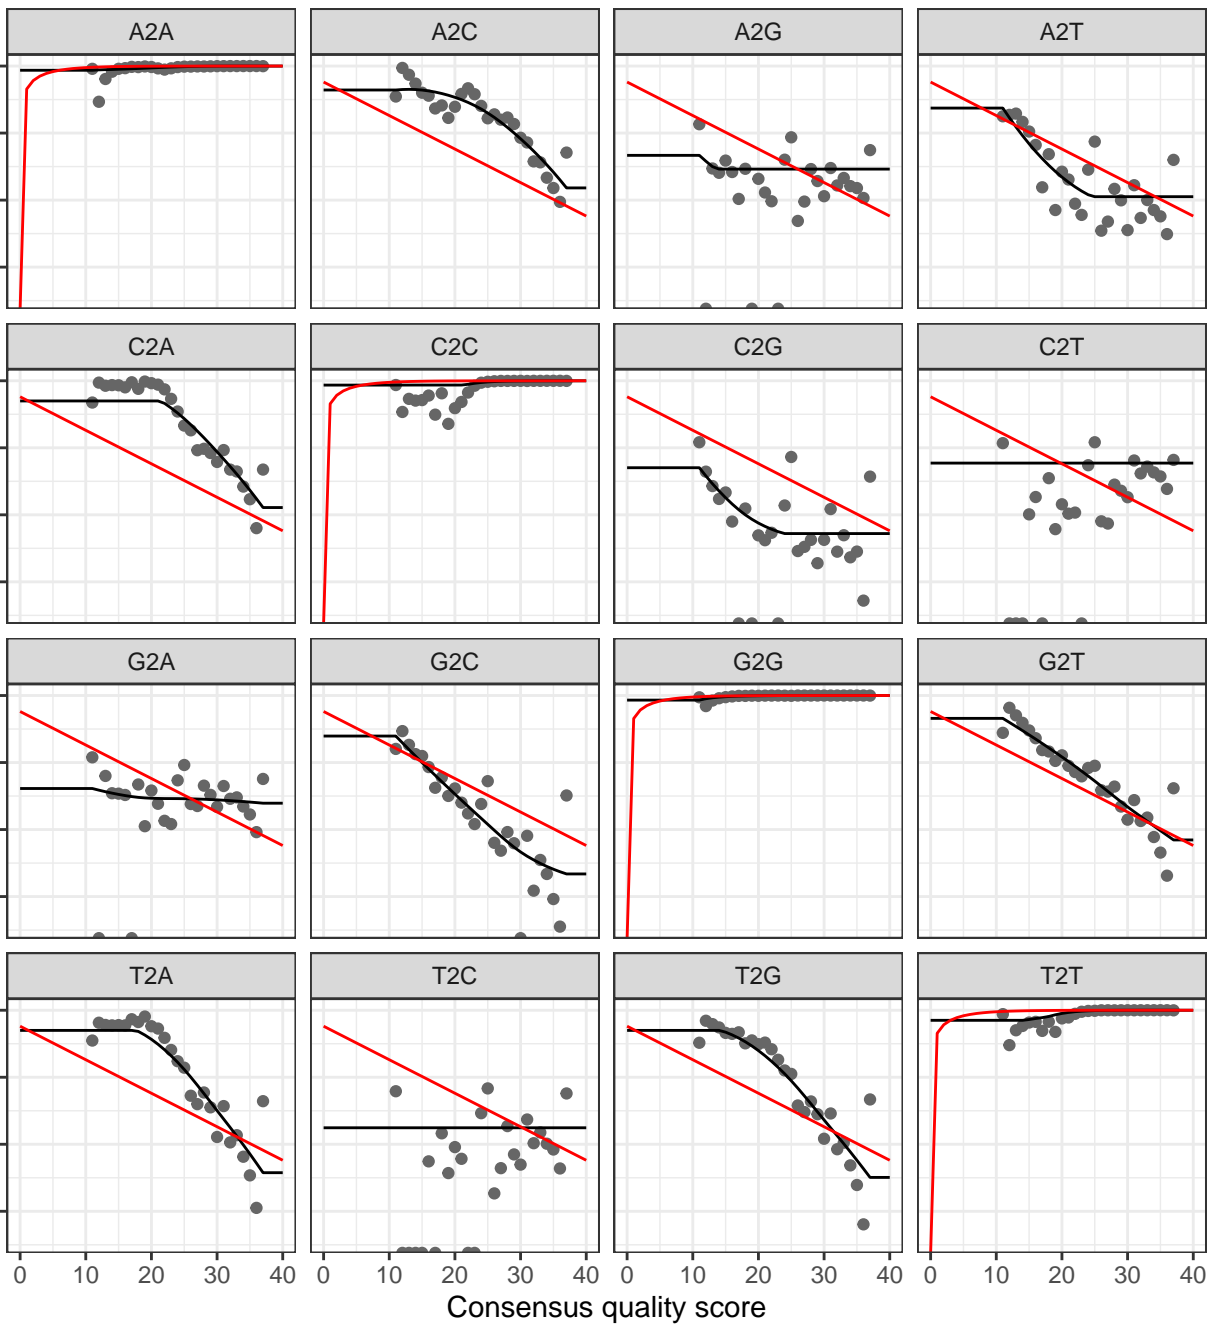 A2A A2C A2G A2T
C2A C2C C2G C2T
G2A G2C G2G G2T
T2A T2C T2G T2T
0 10 20 30 40 0 10 20 30 40 0 10 20 30 40 0 10 20 30 40
Consensus quality score